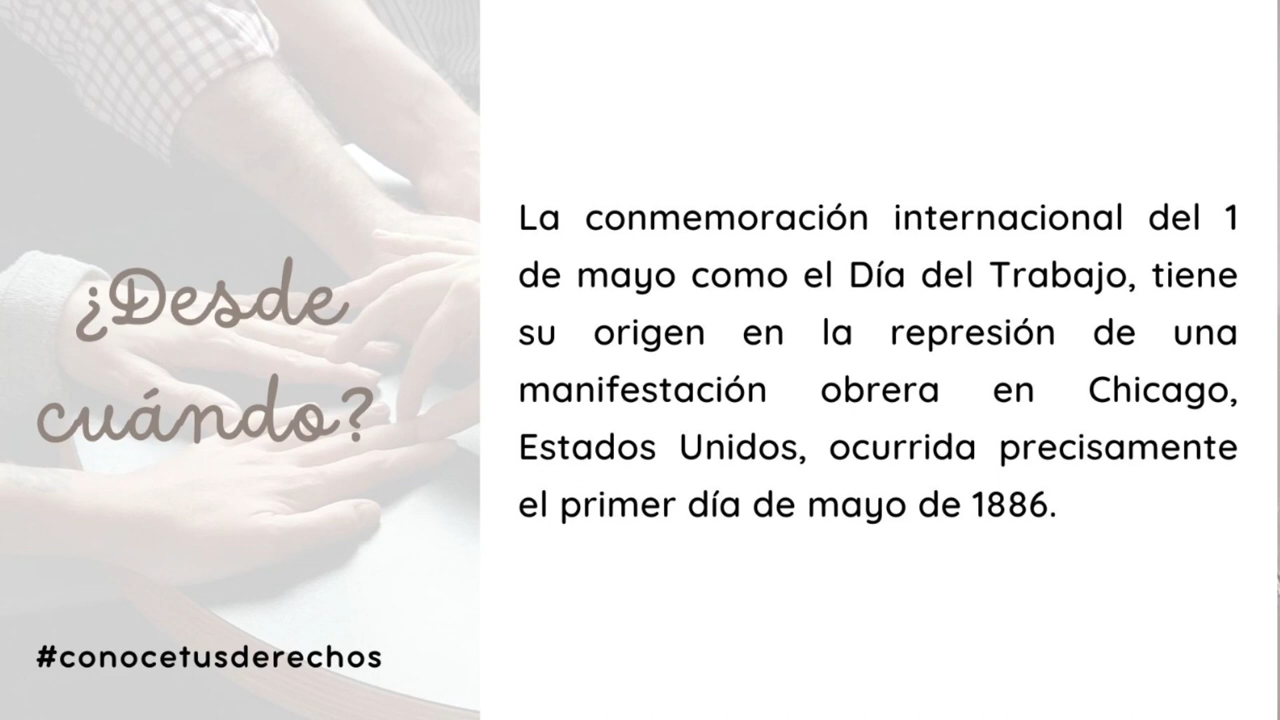 ¿Desde
cuándo?
#conocetusderechos
La conmemoración internacional del 1
de mayo como el Día del Trabajo, tiene
su origen en la represión de una
manifestación obrera en Chicago,
Estados Unidos, ocurrida precisamente
el primer día de mayo de 1886.